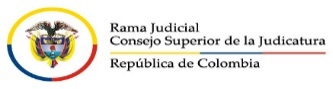 Rama Judicial
Consejo Superior de la Judicatura
República de Colombia